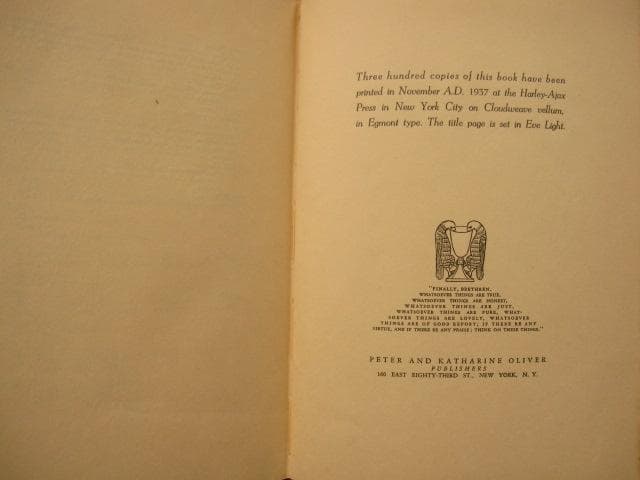 Three hundred copies of this book have been
printed in November A.D. 1937 at the Harley-Ajax
Press in New York City on Cloudweave vellum,
in Egmont type. The title page is set in Eve Light.
"FINALLY, BRETHREN,
WHATSOEVER THINGS ARE TRUE,
WHATSOEVER THINGS ARE HONEST,
WHATSOEVER THINGS ARE JUST,
WHATSOEVER THINGS ARE PURE, WHAT-
SOEVER THINGS ARE LOVELY, WHATSOEVER
THINGS ARE OF GOOD REPORT; IF THERE BE ANY
VIRTUE, AND IF THERE BE ANY PRAISE; THINK ON THESE THINGS."
PETER AND KATHARINE OLIVER
PUBLISHERS
160 EAST EIGHTY-THIRD ST., NEW YORK, N. Y.